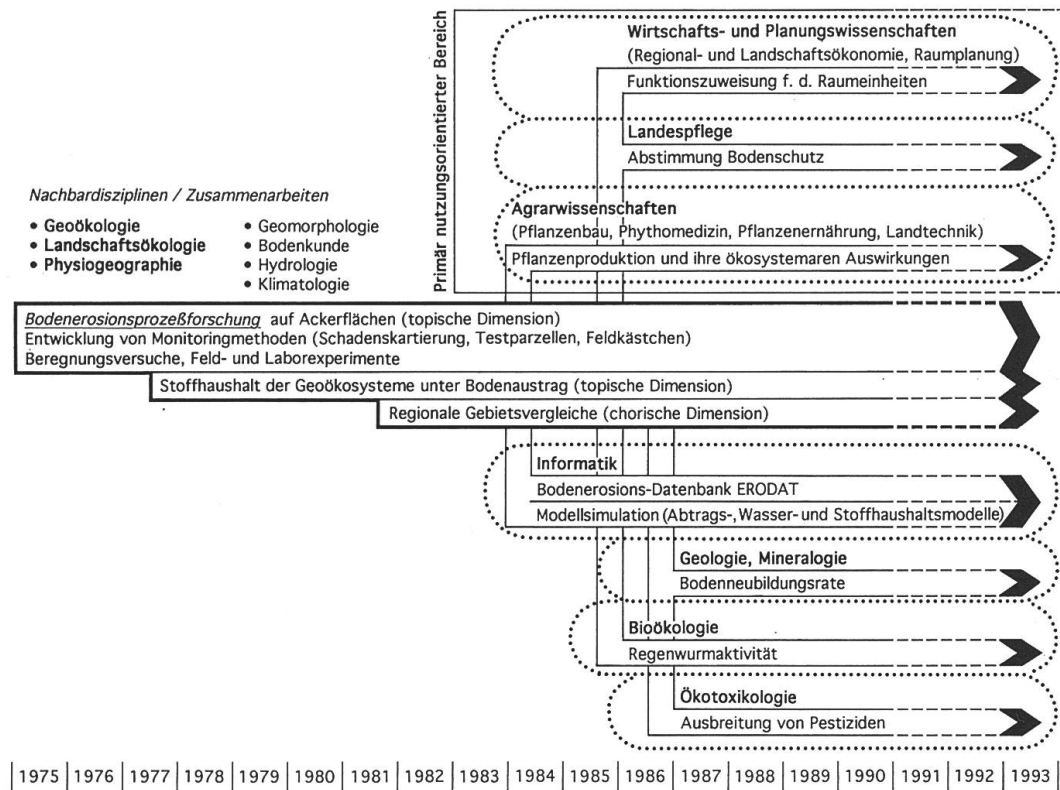 Primär nutzungsorientierter Bereich
Wirtschafts- und Planungswissenschaften
(Regional- und Landschaftsökonomie, Raumplanung)
Funktionszuweisung f. d. Raumeinheiten
Landespflege
Abstimmung Bodenschutz
Agrarwissenschaften
(Pflanzenbau, Phythomedizin, Pflanzenernährung, Landtechnik)
Pflanzenproduktion und ihre ökosystemaren Auswirkungen
Nachbardisziplinen / Zusammenarbeiten
• Geoökologie
• Landschaftsökologie
• Physiogeographie
• Geomorphologie
• Bodenkunde
• Hydrologie
• Klimatologie
Bodenerosionsprozeßforschung auf Ackerflächen (topische Dimension)
Entwicklung von Monitoringmethoden (Schadenskartierung, Testparzellen, Feldkästchen)
Beregnungsversuche, Feld- und Laborexperimente
Stoffhaushalt der Geoökosysteme unter Bodenaustrag (topische Dimension)
Regionale Gebietsvergleiche (chorische Dimension)
Informatik
Bodenerosions-Datenbank ERODAT
Modellsimulation (Abtrags-, Wasser- und Stoffhaushaltsmodelle)
Geologie, Mineralogie
Bodenneubildungsrate
Bioökologie
Regenwurmaktivität
Ökotoxikologie
Ausbreitung von Pestiziden
1975 1976 1977 1978 1979 1980 1981 1982 1983 1984 1985 1986 1987 1988 1989 1990 1991 1992 1993